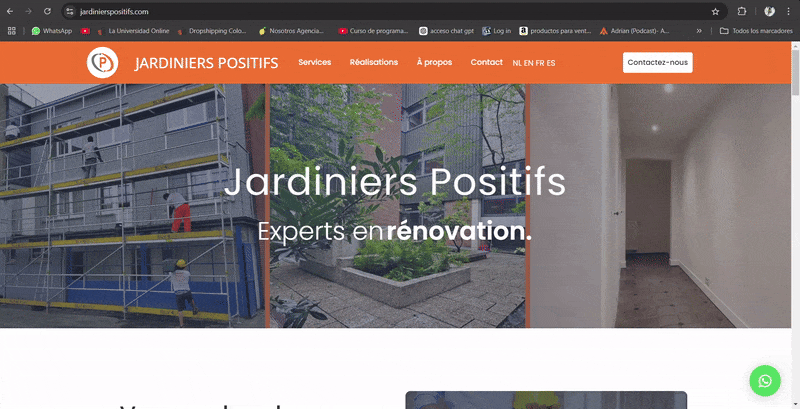 jardinierspositifs.com
WhatsApp
La Universidad Online
Dropshipping Colo...
Nosotros Agencia...
Curso de programa...
acceso chat gpt
Log in
productos para vent...
Adrian (Podcast)- A...
»
Todos los marcadores
P
JARDINIERS POSITIFS
Services
Réalisations
À propos
Contact
NL EN FR ES
Contactez-nous
Jardiniers Positifs
Experts en rénovation.